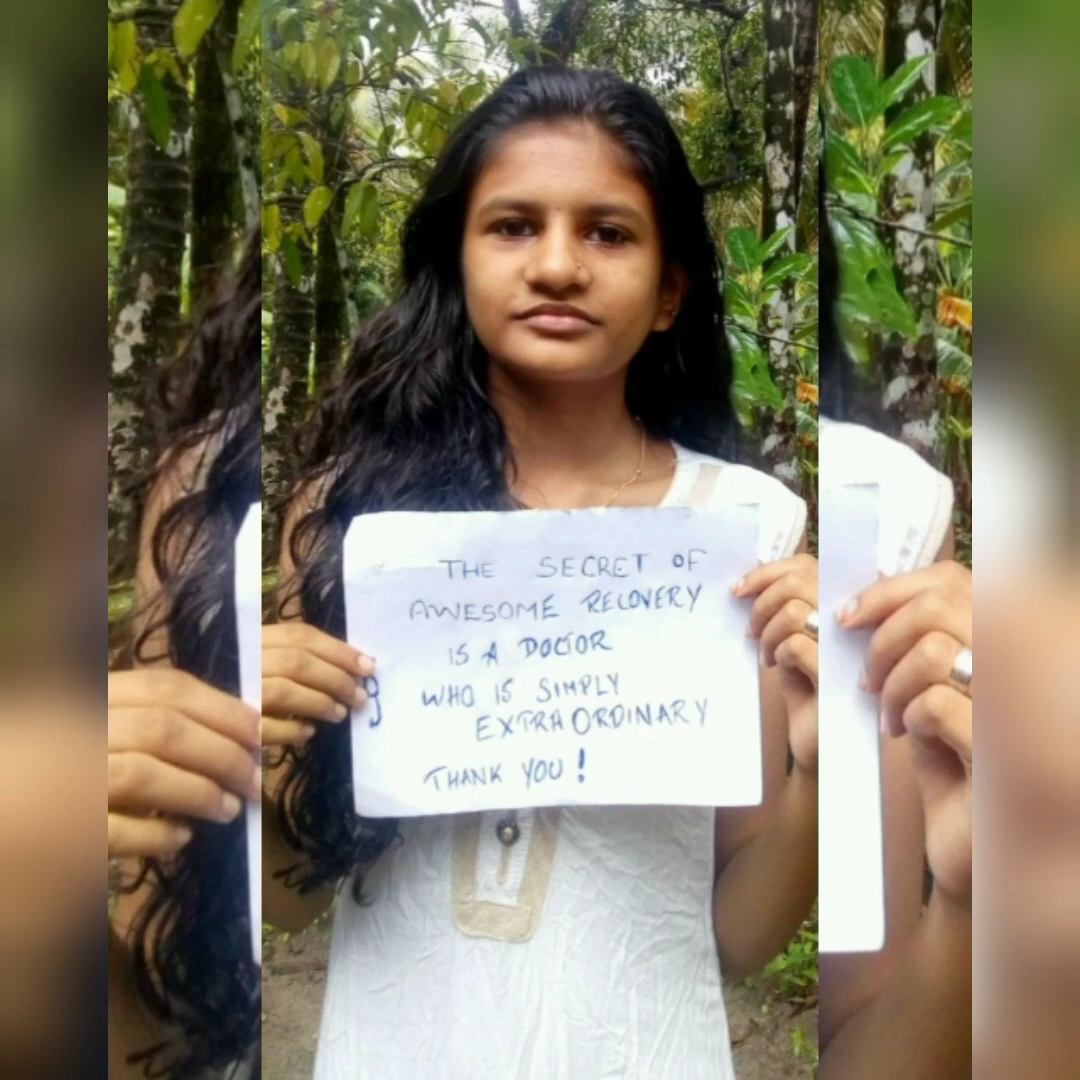 THE SECRET OF
AWESOME RECOVERY
IS A DOCTOR
WHO IS SIMPLY
EXTRAORDINARY
THANK YOU!